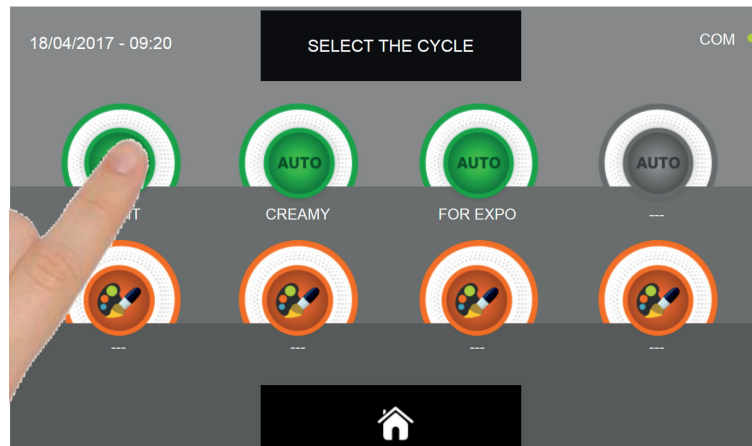 18/04/2017 - 09:20
SELECT THE CYCLE
COM
AUTO
AUTO
AUTO
CREAMY
FOR EXPO
---
---
---
---
---